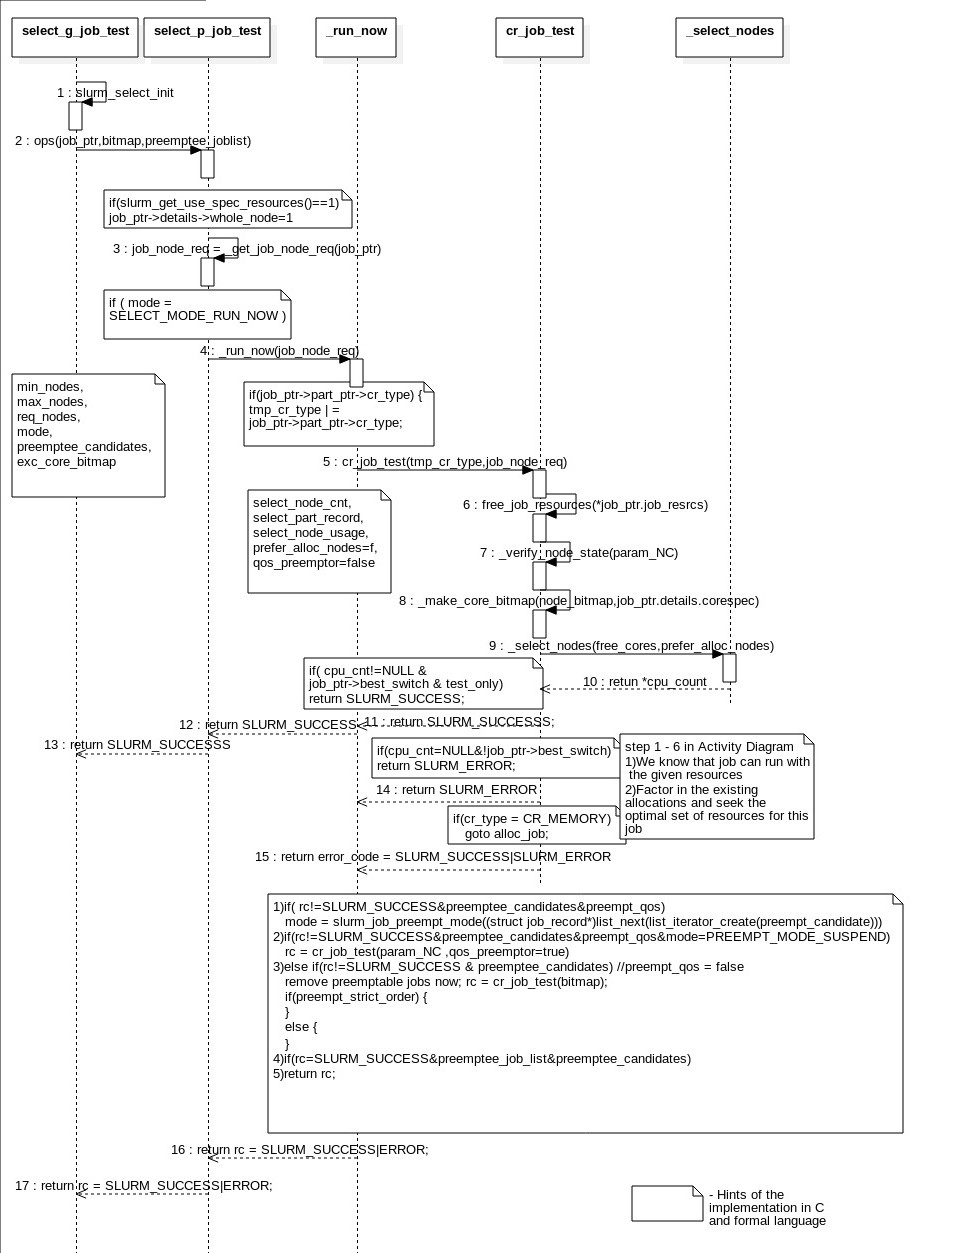 select_g_job_test
select_p_job_test
_run_now
cr_job_test
_select_nodes
1 : slurm_select_init
2 : ops(job_ptr,bitmap,preemptee_joblist)
if(slurm_get_use_spec_resources()==1)
job_ptr->details->whole_node=1
3 : job_node_req = _get_job_node_req(job_ptr)
if ( mode =
SELECT_MODE_RUN_NOW )
4 : _run_now(job_node_req)
min_nodes,
max_nodes,
req_nodes,
mode,
preemptee_candidates,
exc_core_bitmap
if(job_ptr->part_ptr->cr_type) {
tmp_cr_type | =
job_ptr->part_ptr->cr_type;
5 : cr_job_test(tmp_cr_type,job_node_req)
select_node_cnt,
select_part_record,
select_node_usage,
prefer_alloc_nodes=f,
qos_preemptor=false
6 : free_job_resources(*job_ptr.job_resrcs)
7 : _verify_node_state(param_NC)
8 : _make_core_bitmap(node_bitmap,job_ptr.details.corespec)
9 : _select_nodes(free_cores,prefer_alloc_nodes)
if( cpu_cnt!=NULL &
job_ptr->best_switch & test_only)
return SLURM_SUCCESS;
10 : retun *cpu_count
11 : return SLURM_SUCCESSS;
12 : return SLURM_SUCCESS
13 : return SLURM_SUCCESSS
if(cpu_cnt=NULL&!job_ptr->best_switch)
return SLURM_ERROR;
step 1 - 6 in Activity Diagram
1)We know that job can run with
the given resources
2)Factor in the existing
allocations and seek the
optimal set of resources for this
job
14 : return SLURM_ERROR
if(cr_type = CR_MEMORY)
goto alloc_job;
15 : return error_code = SLURM_SUCCESS|SLURM_ERROR
1)if( rc!=SLURM_SUCCESS&preemptee_candidates&preempt_qos)
mode = slurm_job_preempt_mode((struct job_record*)list_next(list_iterator_create(preempt_candidate)))
2)if(rc!=SLURM_SUCCESS&preemptee_candidates&preempt_qos&mode=PREEMPT_MODE_SUSPEND)
rc = cr_job_test(param_NC ,qos_preemptor=true)
3)else if(rc!=SLURM_SUCCESS & preemptee_candidates) //preempt_qos = false
remove preemptable jobs now; rc = cr_job_test(bitmap);
if(preempt_strict_order) {
}
else {
}
4)if(rc=SLURM_SUCCESS&preemptee_job_list&preemptee_candidates)
5)return rc;
16 : return rc = SLURM_SUCCESS|ERROR;
17 : return rc = SLURM_SUCCESS|ERROR;
- Hints of the
implementation in C
and formal language